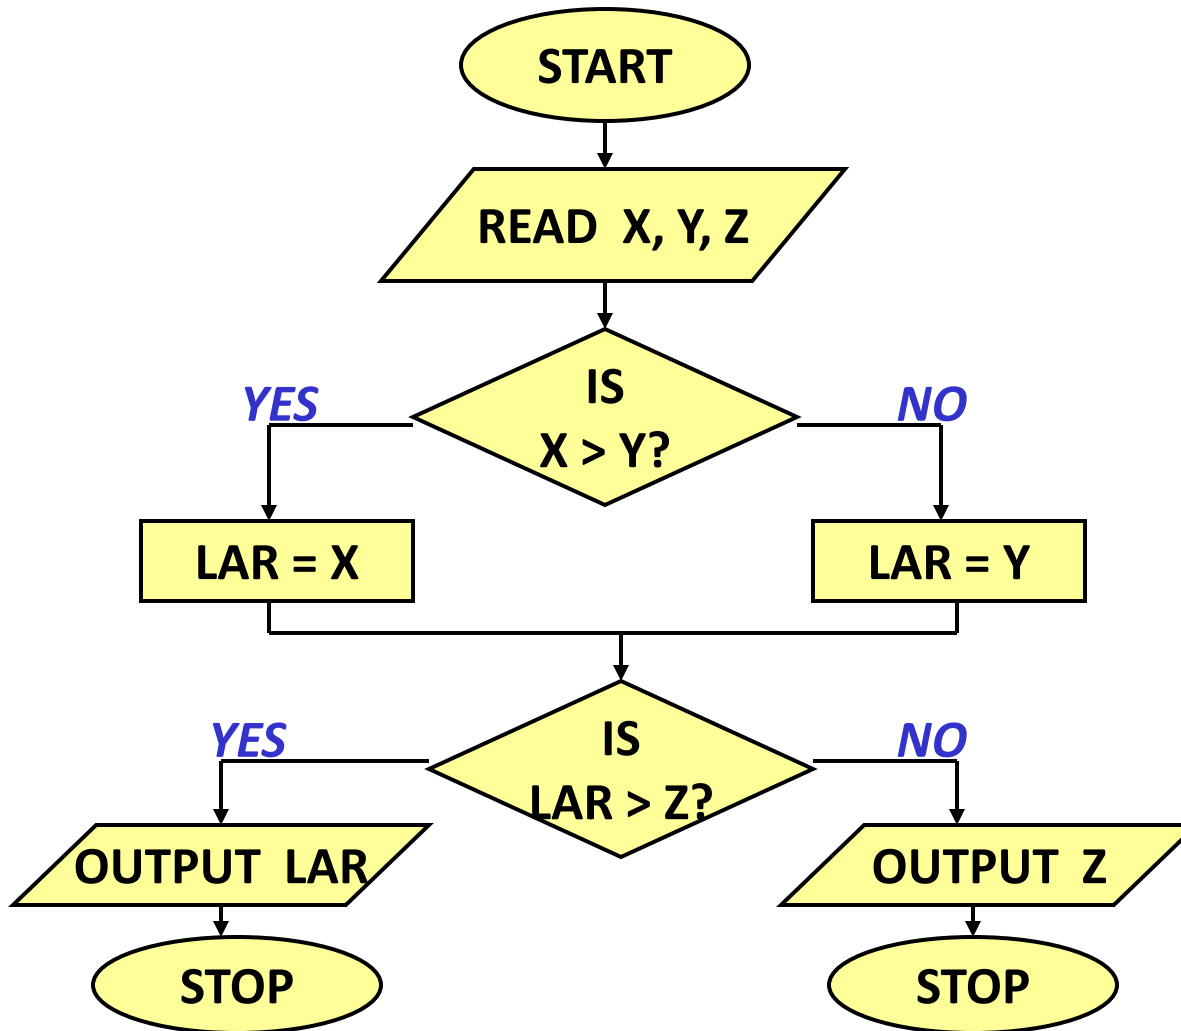 START
READ X, Y, Z
IS
X > Y?
YES
NO
LAR = X
LAR = Y
IS
LAR > Z?
YES
NO
OUTPUT LAR
OUTPUT Z
STOP
STOP